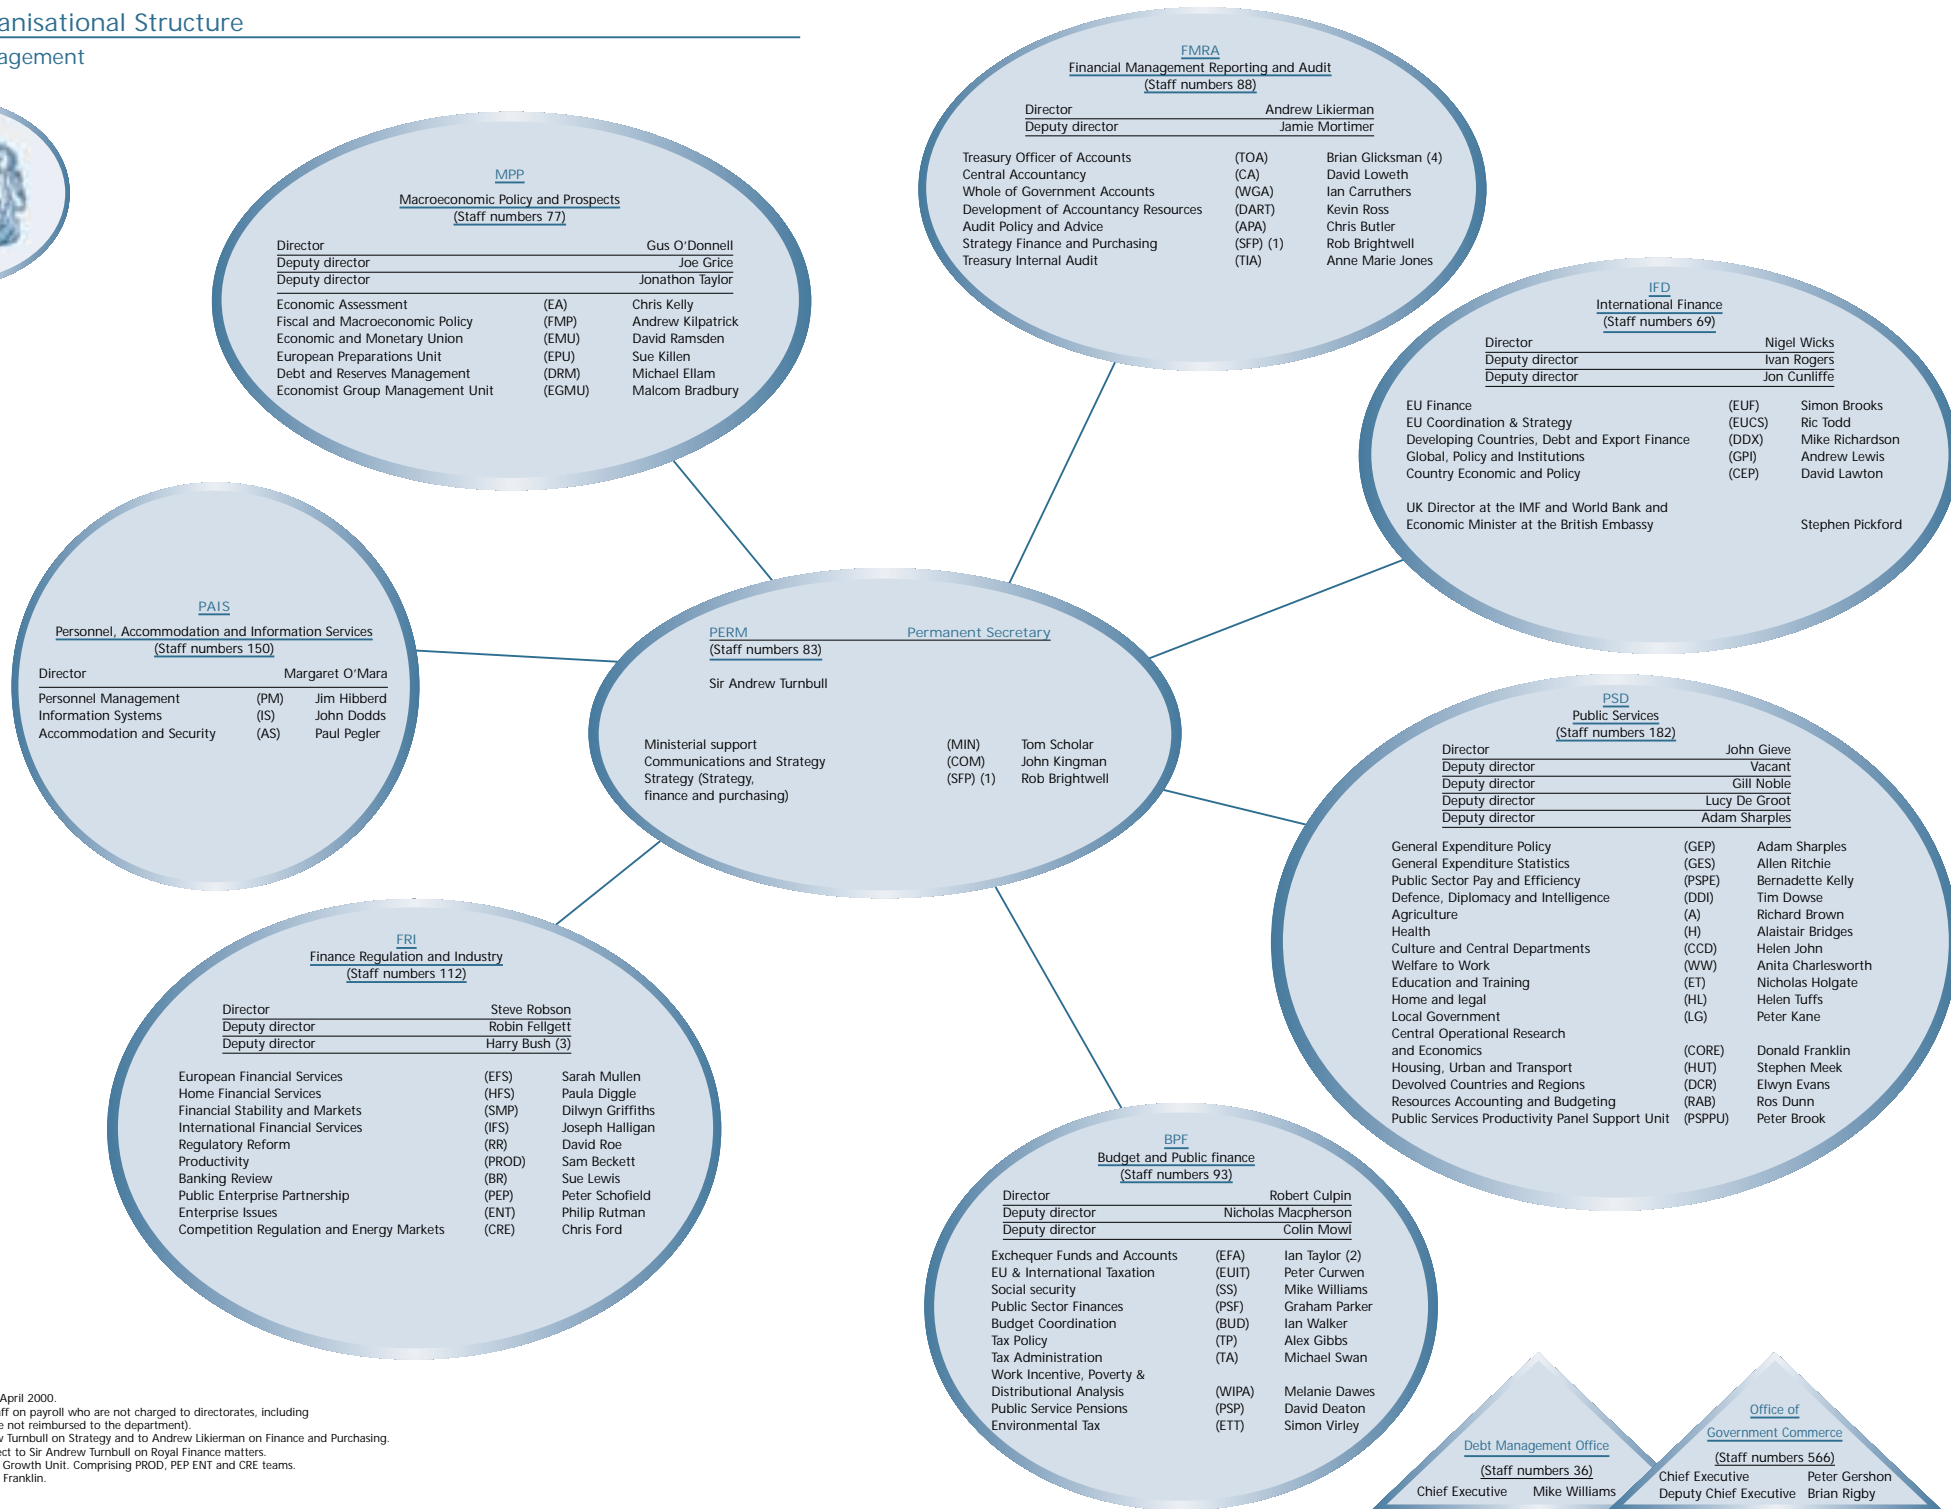 anisational Structure
agement
FMRA
Financial Management Reporting and Audit
(Staff numbers 88)
Director Andrew Likierman
Deputy director Jamie Mortimer
Treasury Officer of Accounts (TOA) Brian Glicksman (4)
Central Accountancy (CA) David Loweth
Whole of Government Accounts (WGA) Ian Carruthers
Development of Accountancy Resources (DART) Kevin Ross
Audit Policy and Advice (APA) Chris Butler
Strategy Finance and Purchasing (SFP) (1) Rob Brightwell
Treasury Internal Audit (TIA) Anne Marie Jones
MPP
Macroeconomic Policy and Prospects
(Staff numbers 77)
Director Gus O'Donnell
Deputy director Joe Grice
Deputy director Jonathon Taylor
Economic Assessment (EA) Chris Kelly
Fiscal and Macroeconomic Policy (FMP) Andrew Kilpatrick
Economic and Monetary Union (EMU) David Ramsden
European Preparations Unit (EPU) Sue Killen
Debt and Reserves Management (DRM) Michael Ellam
Economist Group Management Unit (EGMU) Malcom Bradbury
IFD
International Finance
(Staff numbers 69)
Director Nigel Wicks
Deputy director Ivan Rogers
Deputy director Jon Cunliffe
EU Finance (EUF) Simon Brooks
EU Coordination & Strategy (EUCS) Ric Todd
Developing Countries, Debt and Export Finance (DDX) Mike Richardson
Global, Policy and Institutions (GPI) Andrew Lewis
Country Economic and Policy (CEP) David Lawton
UK Director at the IMF and World Bank and
Economic Minister at the British Embassy Stephen Pickford
PAIS
Personnel, Accommodation and Information Services
(Staff numbers 150)
Director Margaret O'Mara
Personnel Management (PM) Jim Hibberd
Information Systems (IS) John Dodds
Accommodation and Security (AS) Paul Pegler
PERM Permanent Secretary
(Staff numbers 83)
Sir Andrew Turnbull
Ministerial support (MIN) Tom Scholar
Communications and Strategy (COM) John Kingman
Strategy (Strategy, (SFP) (1) Rob Brightwell
finance and purchasing)
PSD
Public Services
(Staff numbers 182)
Director John Gieve
Deputy director Vacant
Deputy director Gill Noble
Deputy director Lucy De Groot
Deputy director Adam Sharples
General Expenditure Policy (GEP) Adam Sharples
General Expenditure Statistics (GES) Allen Ritchie
Public Sector Pay and Efficiency (PSPE) Bernadette Kelly
Defence, Diplomacy and Intelligence (DDI) Tim Dowse
Agriculture (A) Richard Brown
Health (H) Alaistair Bridges
Culture and Central Departments (CCD) Helen John
Welfare to Work (WW) Anita Charlesworth
Education and Training (ET) Nicholas Holgate
Home and legal (HL) Helen Tuffs
Local Government (LG) Peter Kane
Central Operational Research
and Economics (CORE) Donald Franklin
Housing, Urban and Transport (HUT) Stephen Meek
Devolved Countries and Regions (DCR) Elwyn Evans
Resources Accounting and Budgeting (RAB) Ros Dunn
Public Services Productivity Panel Support Unit (PSPPU) Peter Brook
FRI
Finance Regulation and Industry
(Staff numbers 112)
Director Steve Robson
Deputy director Robin Fellgett
Deputy director Harry Bush (3)
European Financial Services (EFS) Sarah Mullen
Home Financial Services (HFS) Paula Diggle
Financial Stability and Markets (SMP) Dilwyn Griffiths
International Financial Services (IFS) Joseph Halligan
Regulatory Reform (RR) David Roe
Productivity (PROD) Sam Beckett
Banking Review (BR) Sue Lewis
Public Enterprise Partnership (PEP) Peter Schofield
Enterprise Issues (ENT) Philip Rutman
Competition Regulation and Energy Markets (CRE) Chris Ford
BPF
Budget and Public finance
(Staff numbers 93)
Director Robert Culpin
Deputy director Nicholas Macpherson
Deputy director Colin Mowl
Exchequer Funds and Accounts (EFA) Ian Taylor (2)
EU & International Taxation (EUIT) Peter Curwen
Social security (SS) Mike Williams
Public Sector Finances (PSF) Graham Parker
Budget Coordination (BUD) Ian Walker
Tax Policy (TP) Alex Gibbs
Tax Administration (TA) Michael Swan
Work Incentive, Poverty &
Distributional Analysis (WIPA) Melanie Dawes
Public Service Pensions (PSP) David Deaton
Environmental Tax (ETT) Simon Virley
April 2000.
ff on payroll who are not charged to directorates, including
e not reimbursed to the department).
w Turnbull on Strategy and to Andrew Likierman on Finance and Purchasing.
ect to Sir Andrew Turnbull on Royal Finance matters.
Growth Unit. Comprising PROD, PEP ENT and CRE teams.
Franklin.
Debt Management Office
(Staff numbers 36)
Chief Executive Mike Williams
Office of
Government Commerce
(Staff numbers 566)
Chief Executive Peter Gershon
Deputy Chief Executive Brian Rigby